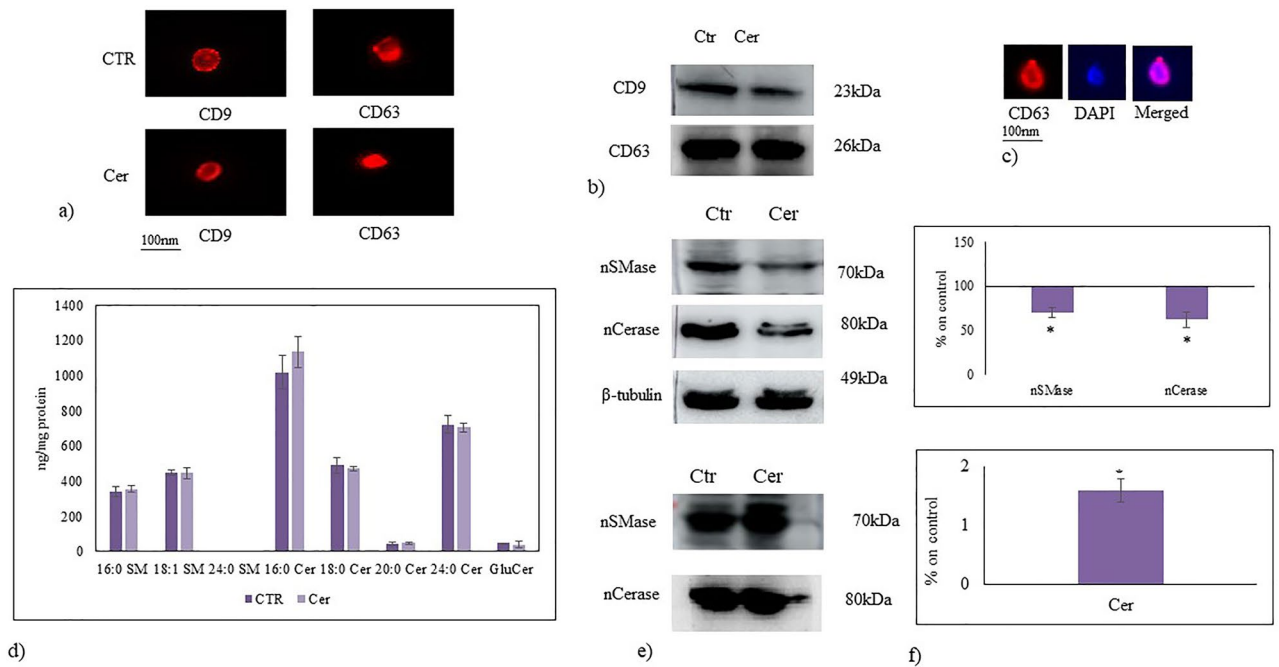 CTR
CD9
CD63
Cer
CD9
CD63
100nm
a)
Ctr Cer
CD9
23kDa
CD63
26kDa
b)
CD63 DAPI Merged
100nm
c)
1400
1200
1000
800
600
400
200
0
ng/mg protein
16:0 SM 18:1 SM 24:0 SM 16:0 Cer 18:0 Cer 20:0 Cer 24:0 Cer GluCer
CTR Cer
d)
Ctr Cer
nSMase
70kDa
nCerase
80kDa
β-tubulin
49kDa
Ctr Cer
nSMase
70kDa
nCerase
80kDa
e)
150
100
50
0
% on control
*
*
nSMase nCerase
2
1
0
% on control
*
Cer
f)